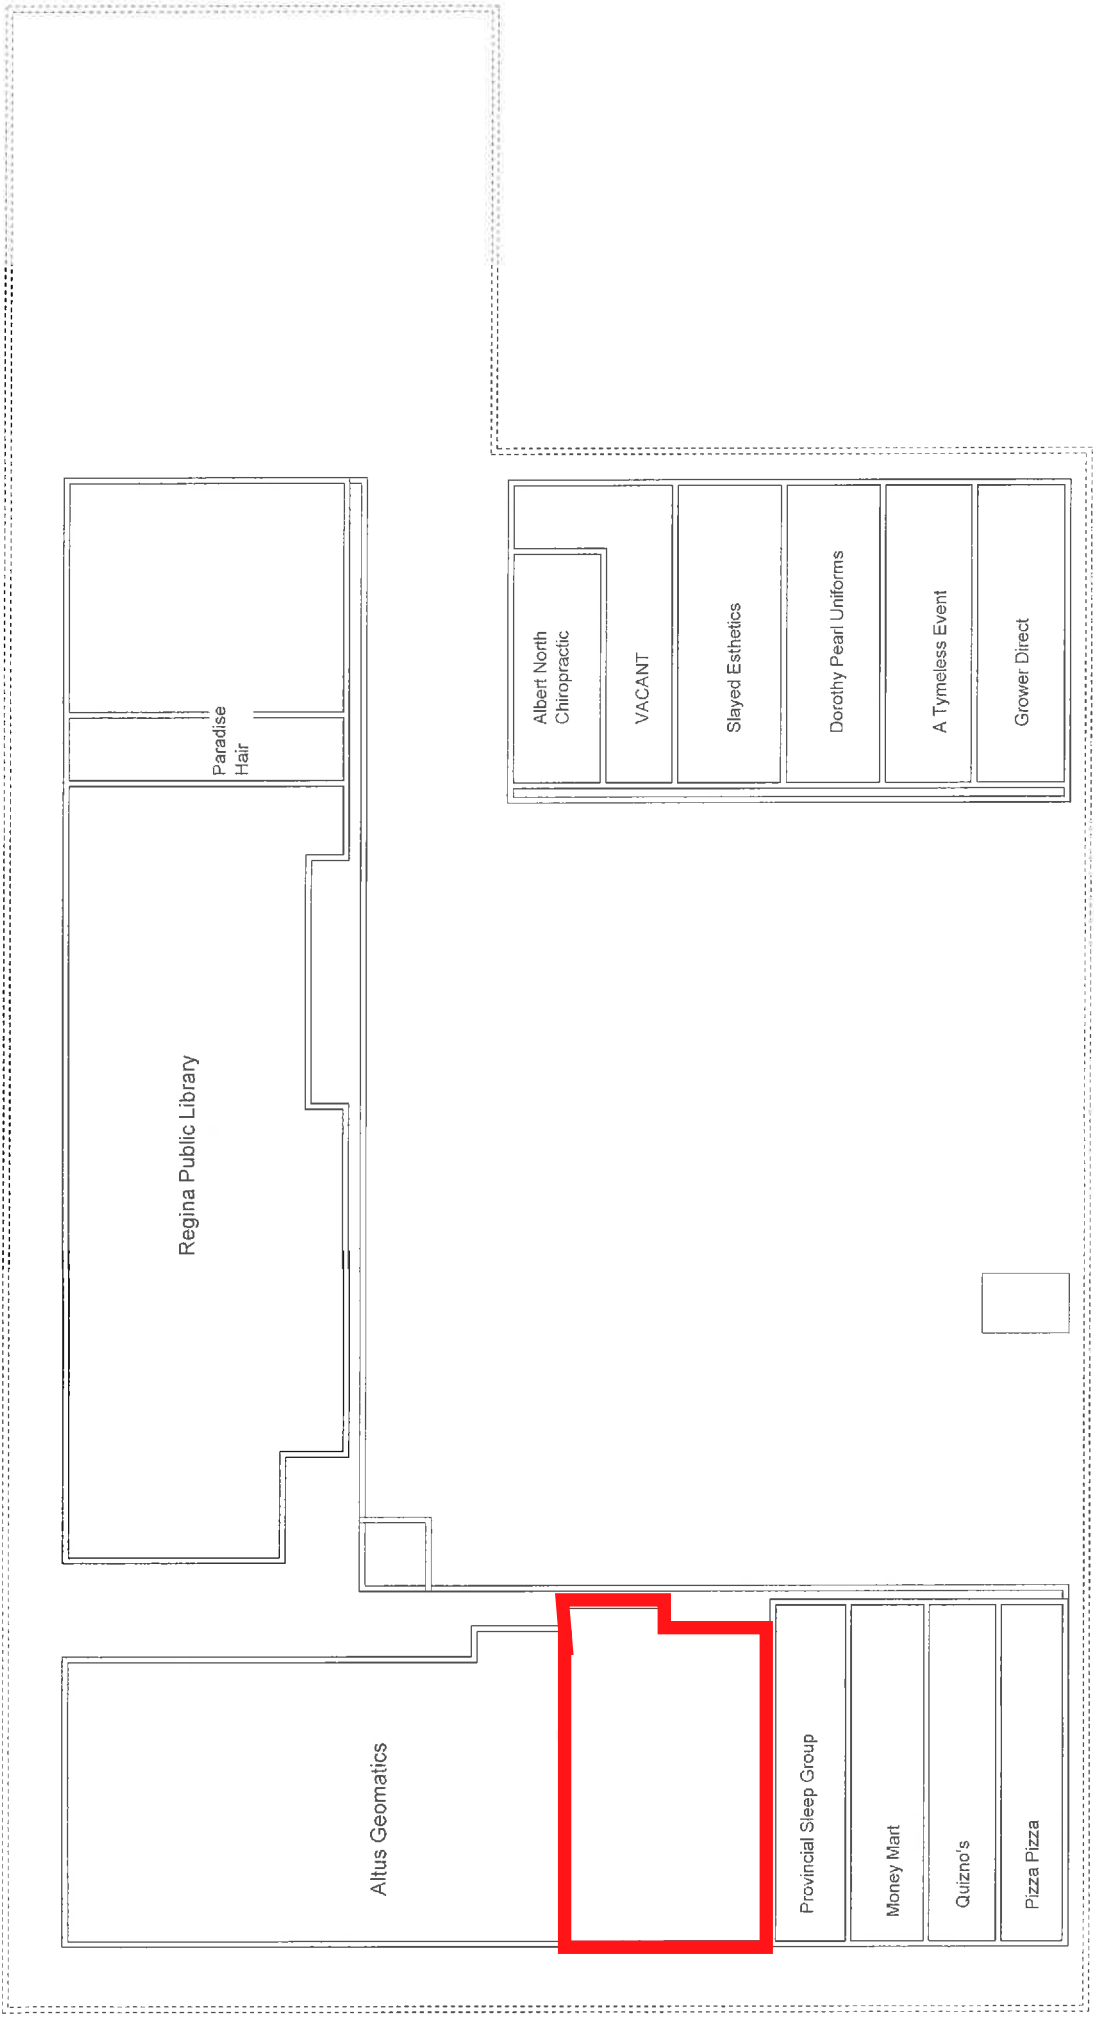 Paradise
Hair
Regina Public Library
Albert North
Chiropractic
VACANT
Slayed Esthetics
Dorothy Pearl Uniforms
A Tymeless Event
Grower Direct
Altus Geomatics
Provincial Sleep Group
Money Mart
Quizno's
Pizza Pizza